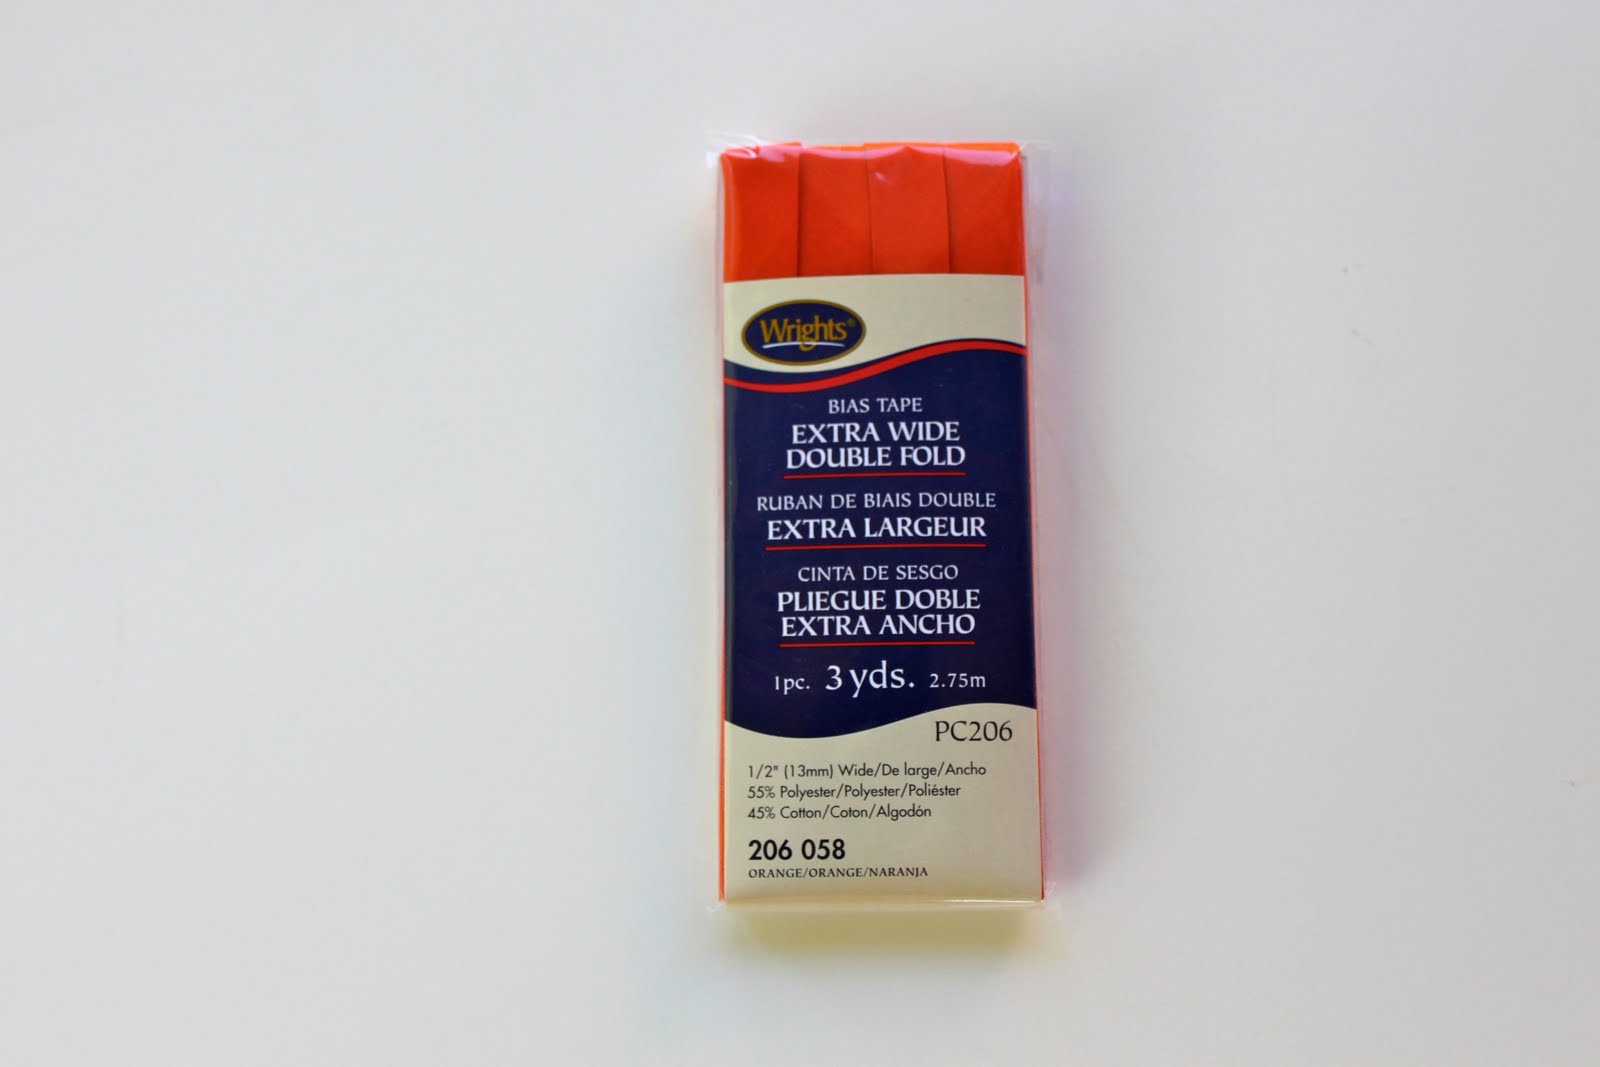 Wrights®
BIAS TAPE
EXTRA WIDE
DOUBLE FOLD
RUBAN DE BIAIS DOUBLE
EXTRA LARGEUR
CINTA DE SESGO
PLIEGUE DOBLE
EXTRA ANCHO
1pc. 3 yds. 2.75m
PC206
1/2" (13mm) Wide/De large/Ancho
55% Polyester/Polyester/Poliéster
45% Cotton/Coton/Algodón
206 058
ORANGE/ORANGE/NARANJA